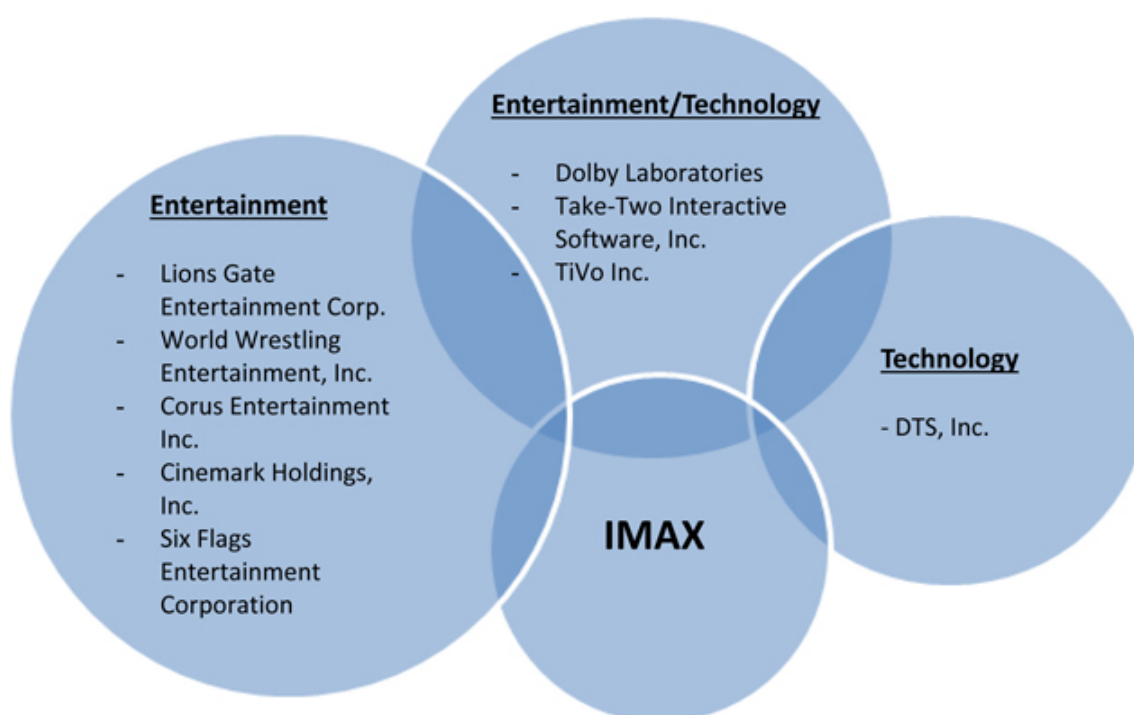 Entertainment/Technology
- Dolby Laboratories
- Take-Two Interactive
Software, Inc.
- TiVo Inc.
Entertainment
- Lions Gate
Entertainment Corp.
- World Wrestling
Entertainment, Inc.
- Corus Entertainment
Inc.
- Cinemark Holdings,
Inc.
- Six Flags
Entertainment
Corporation
Technology
- DTS, Inc.
IMAX